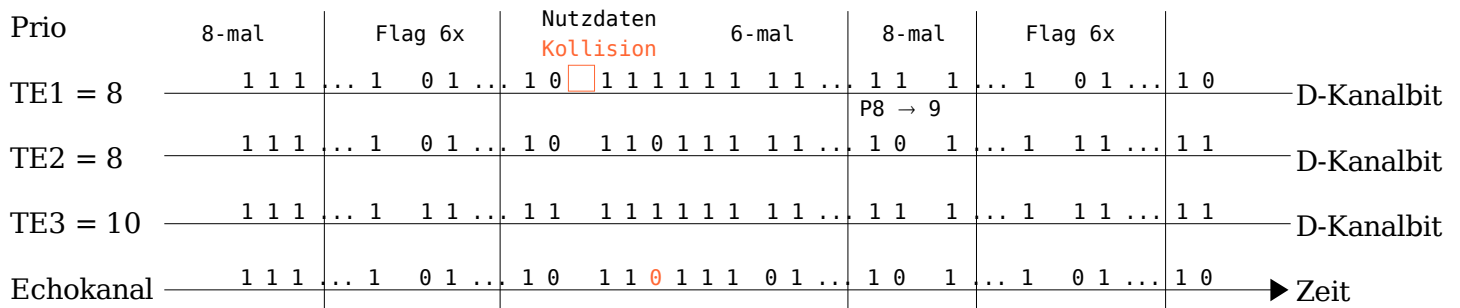 Prio 8-mal Flag 6x Nutzdaten 6-mal 8-mal Flag 6x
Kollision
TE1 = 8 1 1 1 ... 1 0 1 ... 1 0 1 1 1 1 1 1 1 1 ... 1 1 1 ... 1 0 1 ... 1 0 D-Kanalbit
P8 → 9
TE2 = 8 1 1 1 ... 1 0 1 ... 1 0 1 1 0 1 1 1 1 1 ... 1 0 1 ... 1 1 1 ... 1 1 D-Kanalbit
TE3 = 10 1 1 1 ... 1 1 1 ... 1 1 1 1 1 1 1 1 1 1 ... 1 1 1 ... 1 1 1 ... 1 1 D-Kanalbit
Echokanal 1 1 1 ... 1 0 1 ... 1 0 1 1 0 1 1 1 0 1 ... 1 0 1 ... 1 0 1 ... 1 0 Zeit